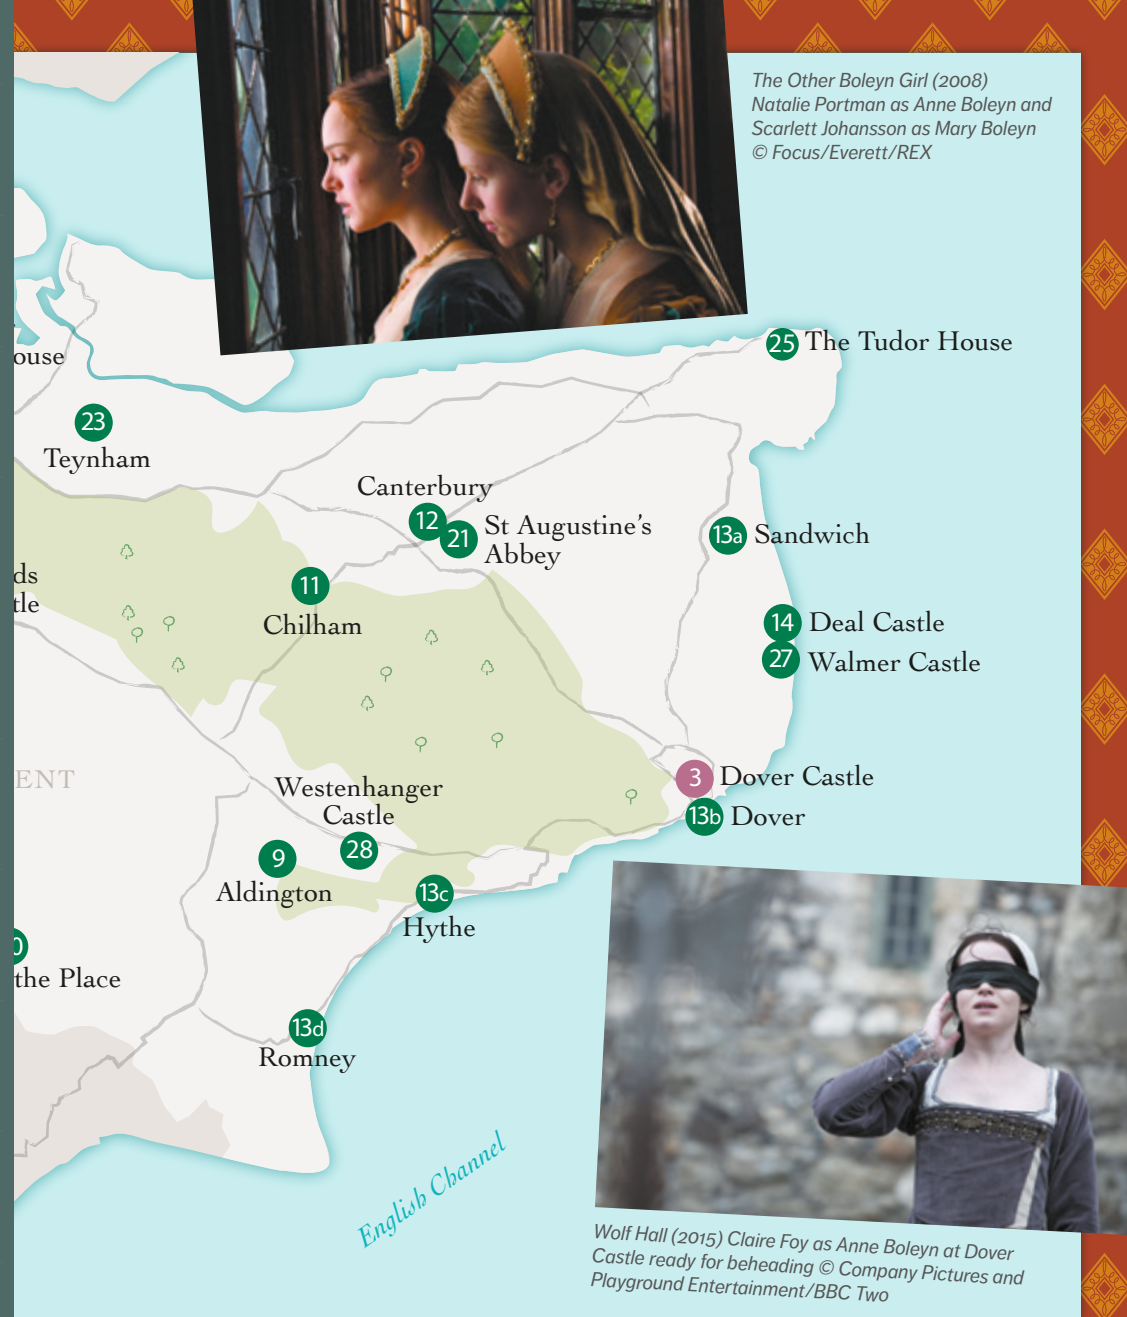 The Other Boleyn Girl (2008)
Natalie Portman as Anne Boleyn and
Scarlett Johansson as Mary Boleyn
© Focus/Everett/REX
25 The Tudor House
ouse
23
Teynham
Canterbury
12
21
St Augustine's
Abbey
13a Sandwich
ds
tle
11
Chilham
14 Deal Castle
27 Walmer Castle
ENT
3 Dover Castle
13b Dover
Westenhanger
Castle
28
9
Aldington
13c
Hythe
0
the Place
13d
Romney
English Channel
Wolf Hall (2015) Claire Foy as Anne Boleyn at Dover
Castle ready for beheading © Company Pictures and
Playground Entertainment/BBC Two